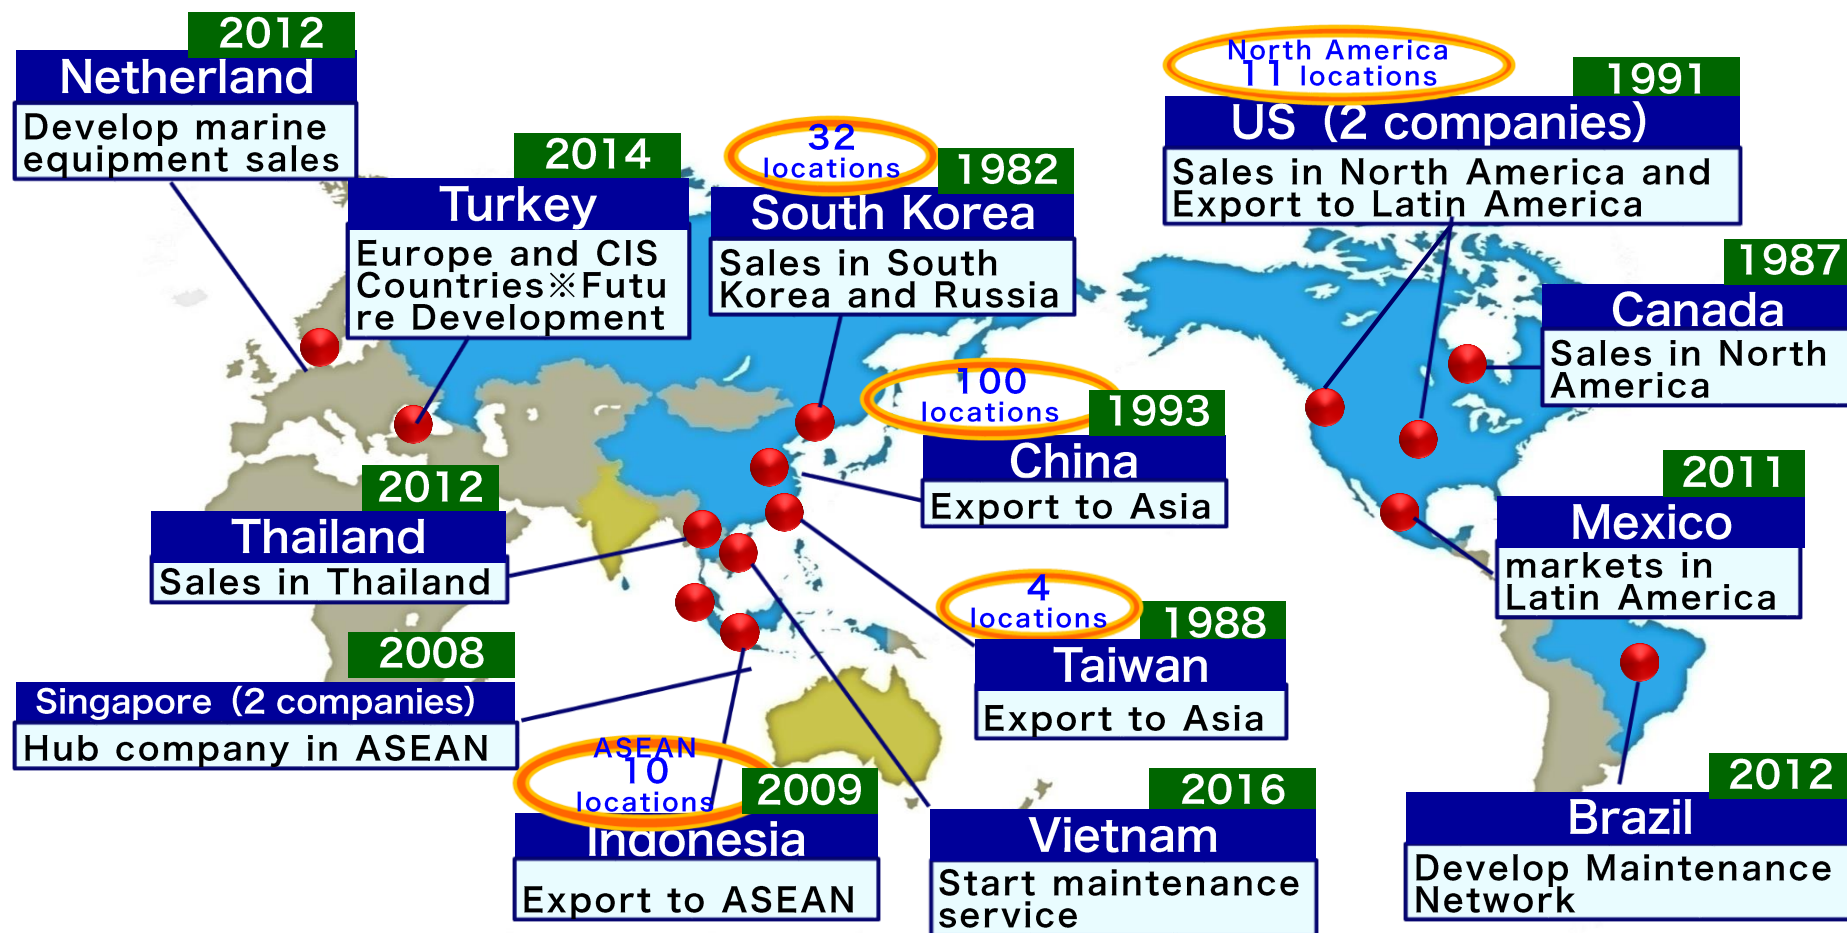 2012
Netherland
Develop marine
equipment sales
2014
Turkey
Europe and CIS
Countries※Futu
re Development
32
locations
1982
South Korea
Sales in South
Korea and Russia
North America
11 locations
1991
US (2 companies)
Sales in North America and
Export to Latin America
1987
Canada
Sales in North
America
100
locations
1993
China
Export to Asia
2012
Thailand
Sales in Thailand
2011
Mexico
markets in
Latin America
4
locations
1988
Taiwan
Export to Asia
2008
Singapore (2 companies)
Hub company in ASEAN
ASEAN
10
locations
2009
Indonesia
Export to ASEAN
2016
Vietnam
Start maintenance
service
2012
Brazil
Develop Maintenance
Network